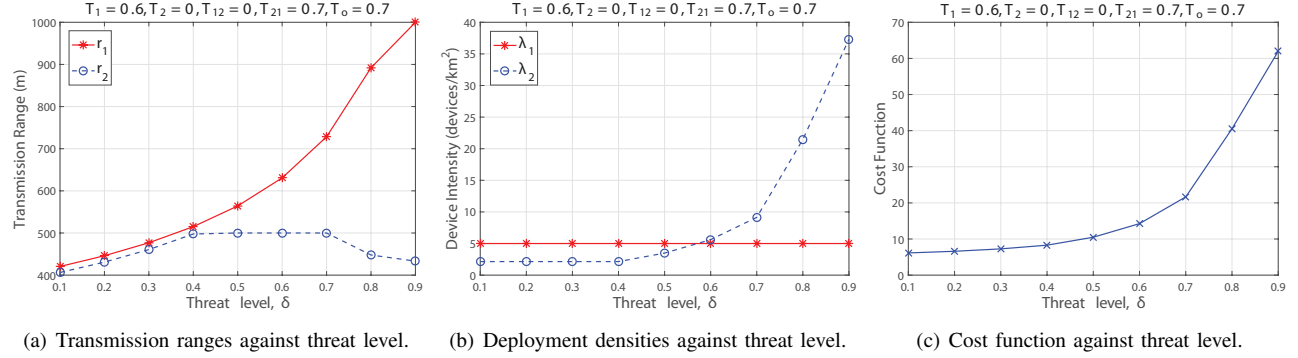 T₁ = 0.6, T₂ = 0, T₁₂ = 0, T₂₁ = 0.7, Tₒ = 0.7
1000
900
800
700
600
500
400
Transmission Range (m)
r₁
r₂
0.1 0.2 0.3 0.4 0.5 0.6 0.7 0.8 0.9
Threat level, δ
(a) Transmission ranges against threat level.
T₁ = 0.6, T₂ = 0, T₁₂ = 0, T₂₁ = 0.7, Tₒ = 0.7
40
35
30
25
20
15
10
5
0
Device Intensity (devices/km²)
λ₁
λ₂
0.1 0.2 0.3 0.4 0.5 0.6 0.7 0.8 0.9
Threat level, δ
(b) Deployment densities against threat level.
T₁ = 0.6, T₂ = 0, T₁₂ = 0, T₂₁ = 0.7, Tₒ = 0.7
70
60
50
40
30
20
10
0
Cost Function
0.1 0.2 0.3 0.4 0.5 0.6 0.7 0.8 0.9
Threat level, δ
(c) Cost function against threat level.